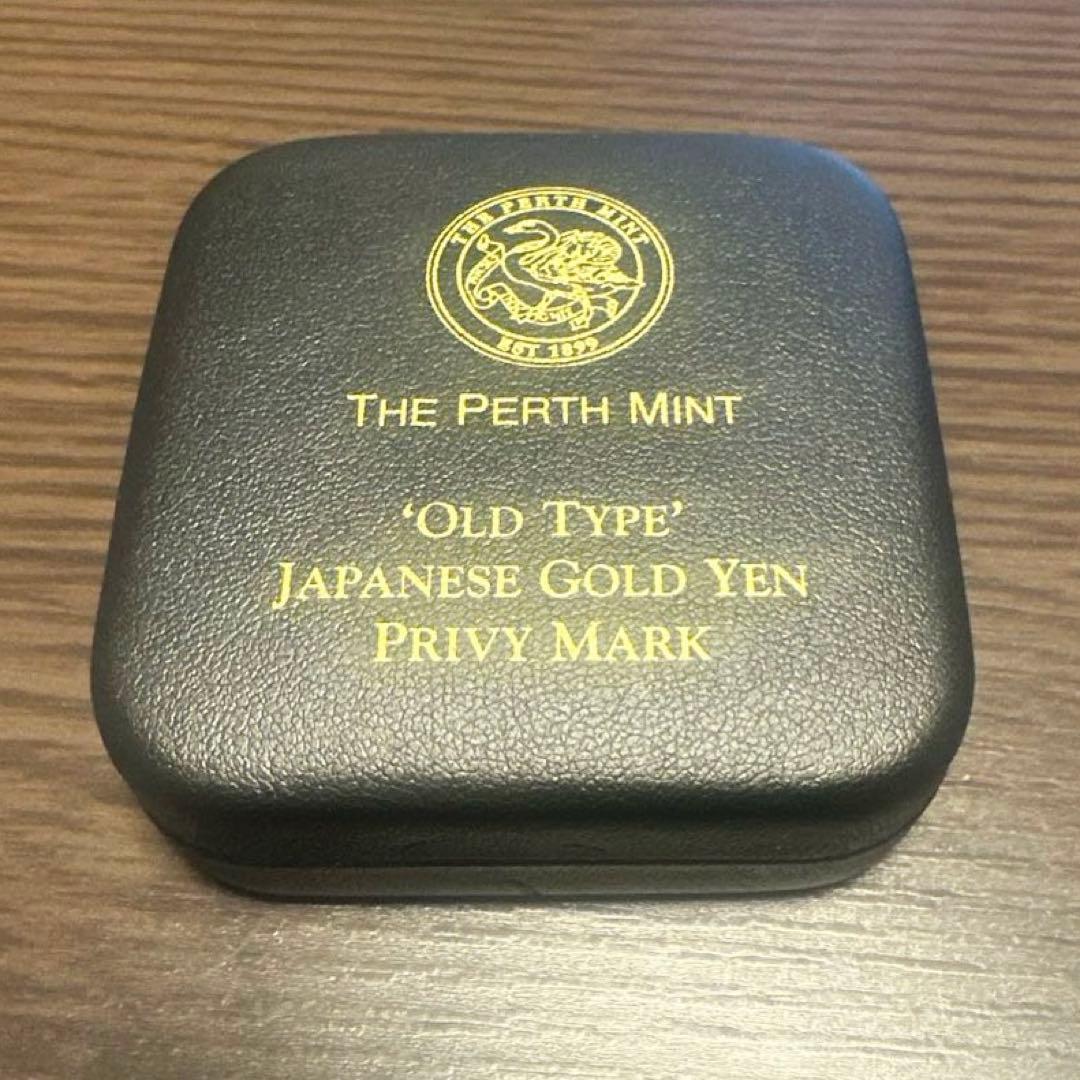 THE PERTH MINT
EST 1899
THE PERTH MINT
‘OLD TYPE’
JAPANESE GOLD YEN
PRIVY MARK